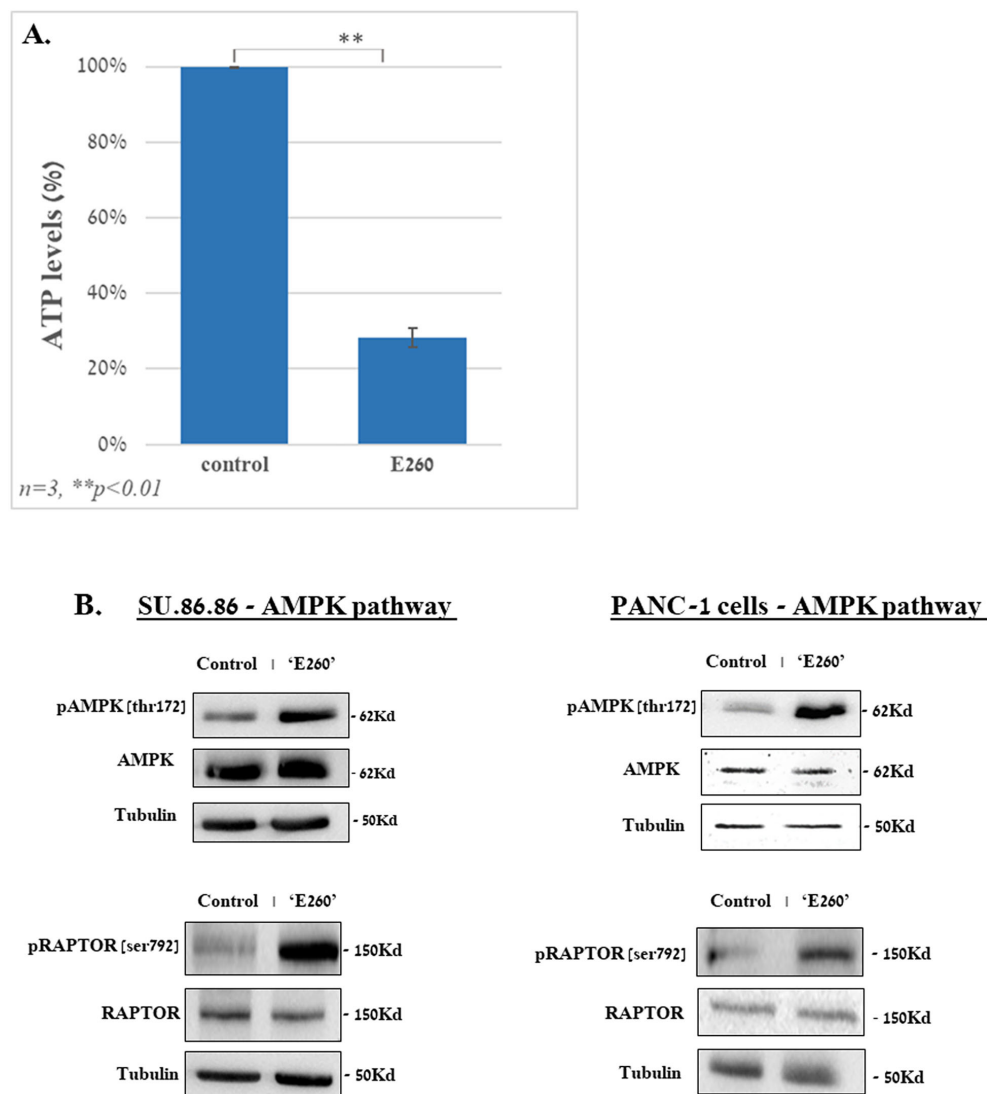 A.
**
100%
80%
60%
40%
20%
0%
ATP levels (%)
control E260
n=3, **p<0.01
B. SU.86.86 - AMPK pathway
Control | ‘E260’
pAMPK [thr172] - 62Kd
AMPK - 62Kd
Tubulin - 50Kd
Control | ‘E260’
pRAPTOR [ser792] - 150Kd
RAPTOR - 150Kd
Tubulin - 50Kd
PANC-1 cells - AMPK pathway
Control | ‘E260’
pAMPK [thr172] - 62Kd
AMPK - 62Kd
Tubulin - 50Kd
Control | ‘E260’
pRAPTOR [ser792] - 150Kd
RAPTOR - 150Kd
Tubulin - 50Kd